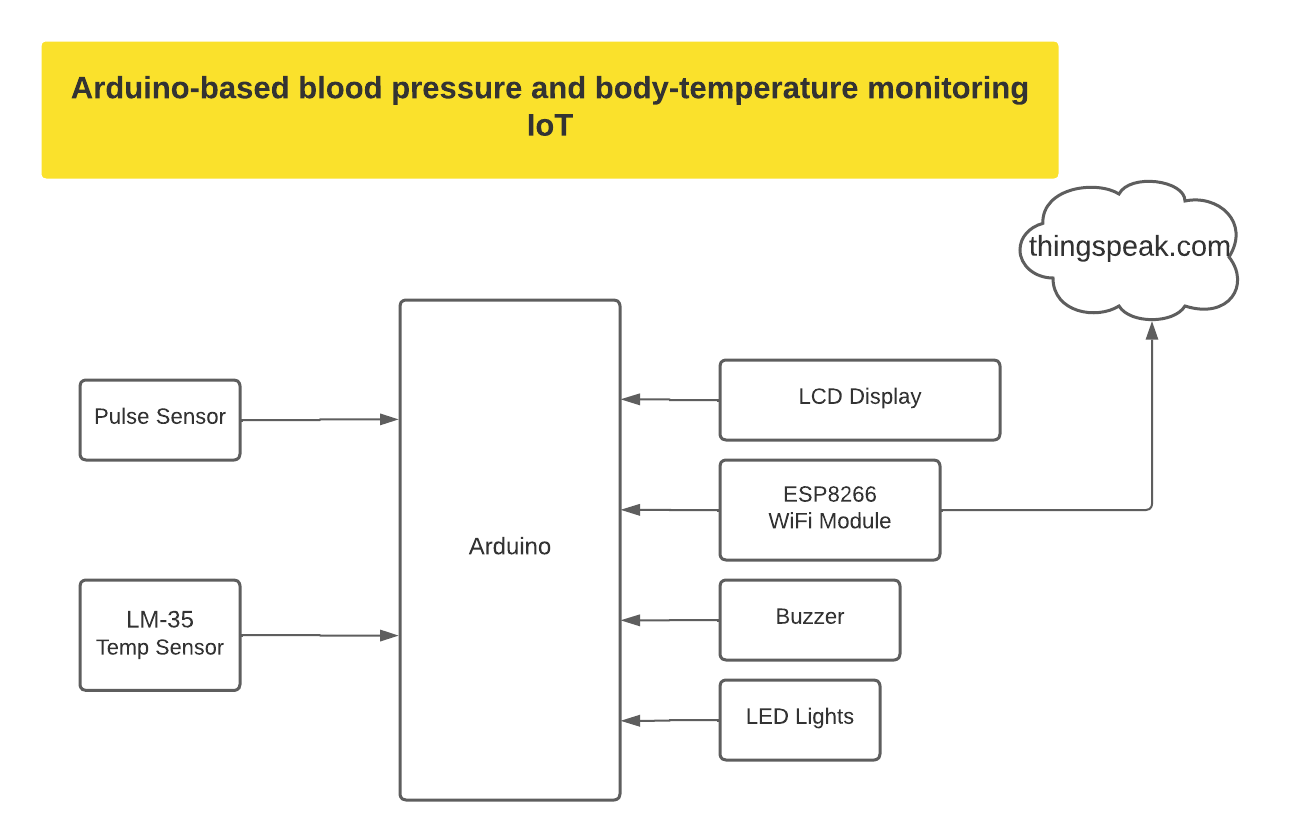 Arduino-based blood pressure and body-temperature monitoring
IoT
thingspeak.com
Pulse Sensor
LM-35
Temp Sensor
Arduino
LCD Display
ESP8266
WiFi Module
Buzzer
LED Lights